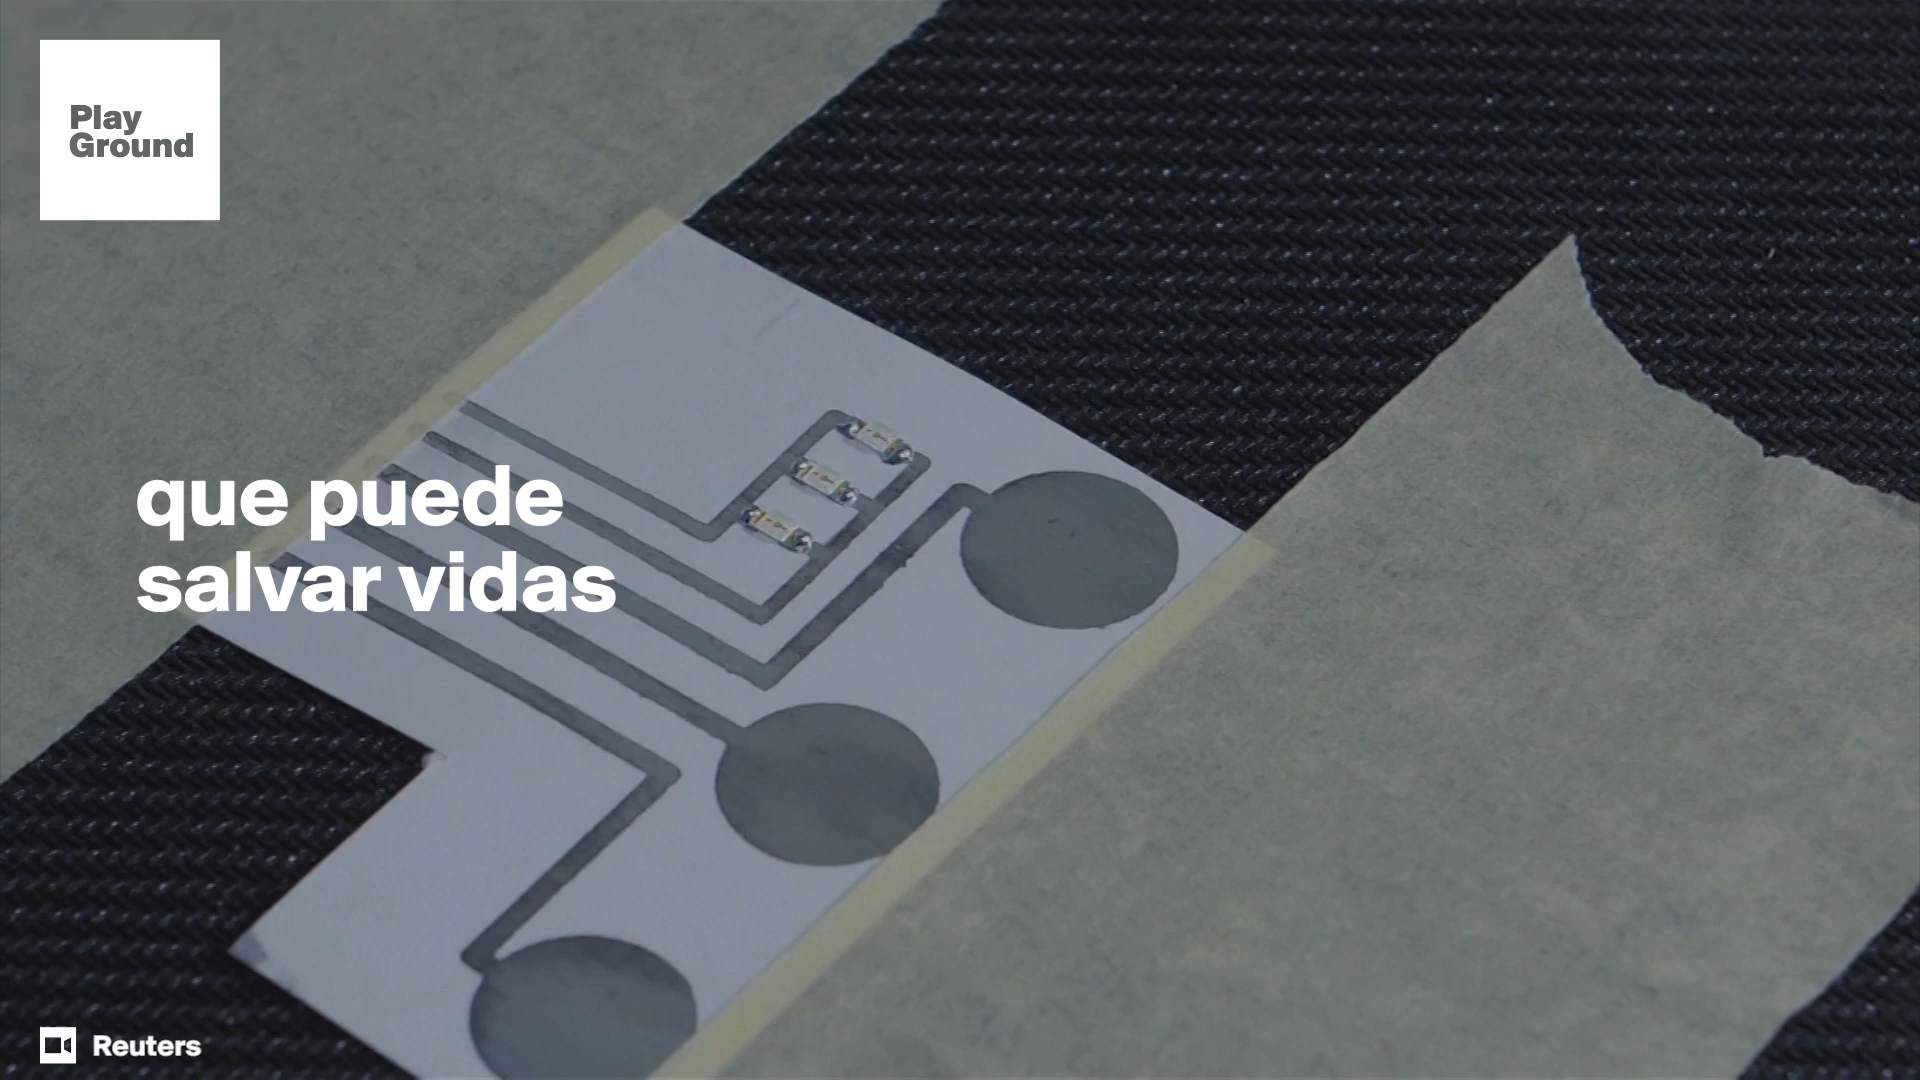 Play
Ground
que puede
salvar vidas
Reuters